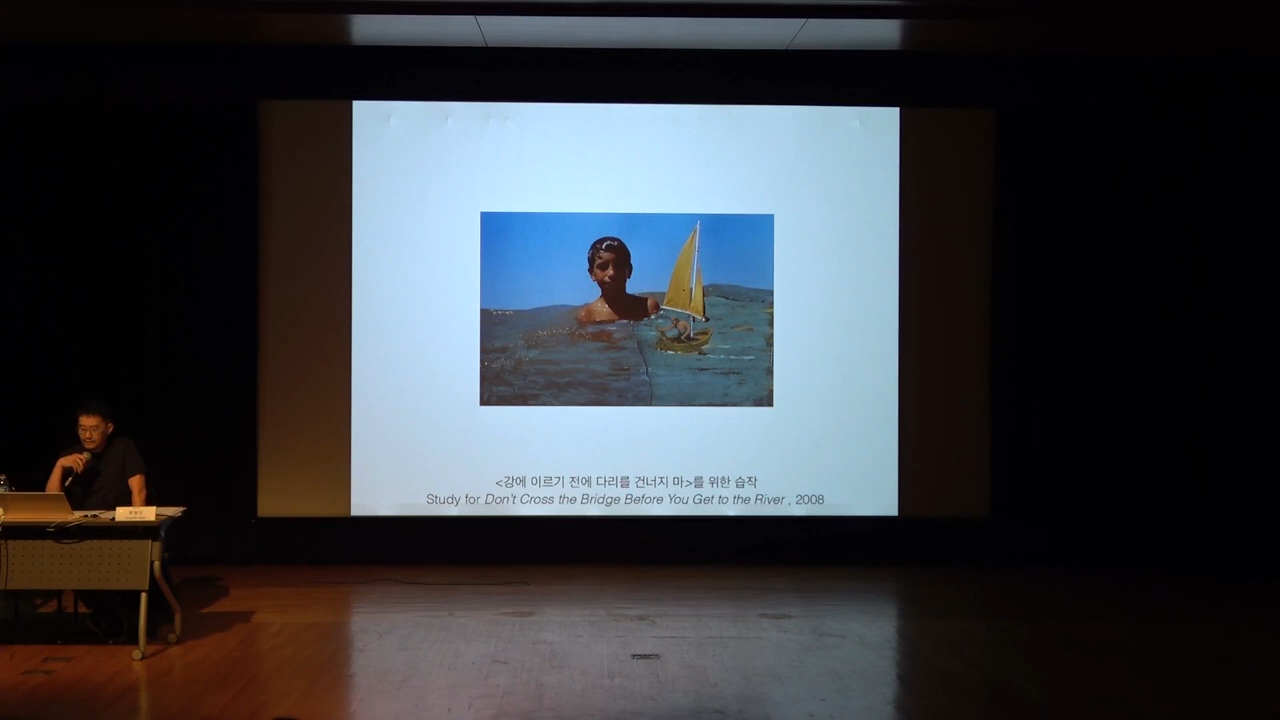 <강에 이르기 전에 다리를 건너지 마>를 위한 습작
Study for Don't Cross the Bridge Before You Get to the River , 2008